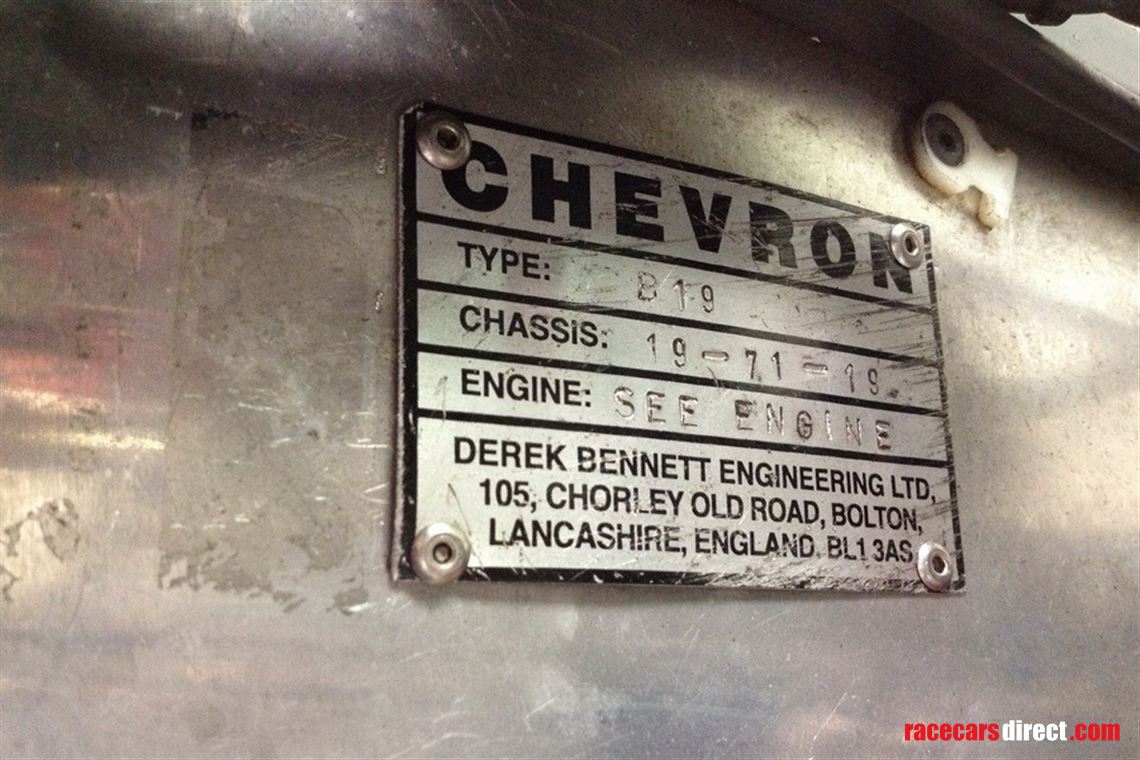 CHEVRON
TYPE: B19
CHASSIS: 19-71-19
ENGINE: SEE ENGINE
DEREK BENNETT ENGINEERING LTD,
105, CHORLEY OLD ROAD, BOLTON,
LANCASHIRE, ENGLAND. BL1 3AS
racecarsdirect.com